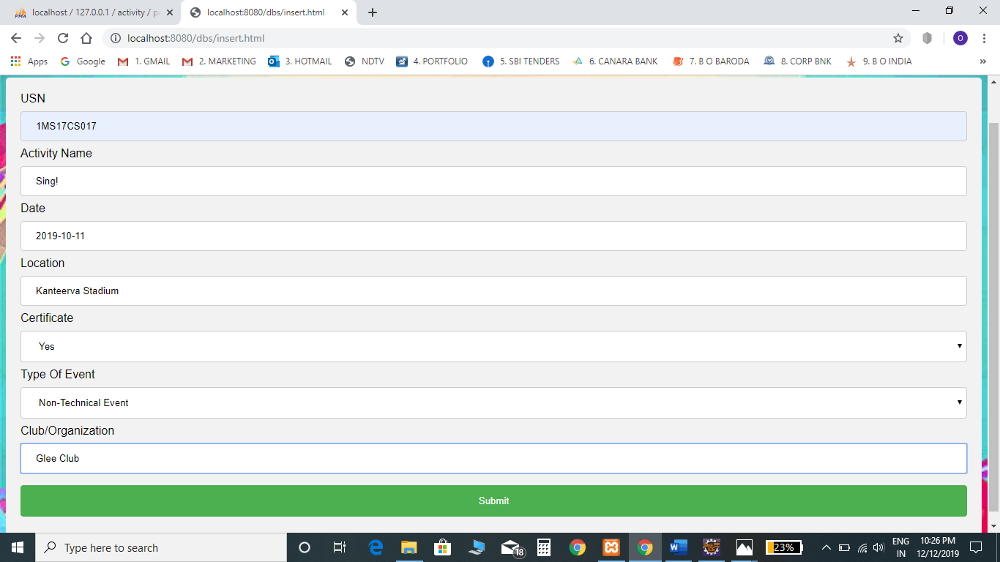 localhost / 127.0.0.1 / activity / p
localhost:8080/dbs/insert.html
localhost:8080/dbs/insert.html
O
Apps Google 1. GMAIL 2. MARKETING 3. HOTMAIL NDTV 4. PORTFOLIO 5. SBI TENDERS 6. CANARA BANK 7. B O BARODA 8. CORP BNK 9. B O INDIA »
USN
1MS17CS017
Activity Name
Sing!
Date
2019-10-11
Location
Kanteerva Stadium
Certificate
Yes
Type Of Event
Non-Technical Event
Club/Organization
Glee Club
Submit
Type here to search
18
23%
ENG
IN
10:26 PM
12/12/2019